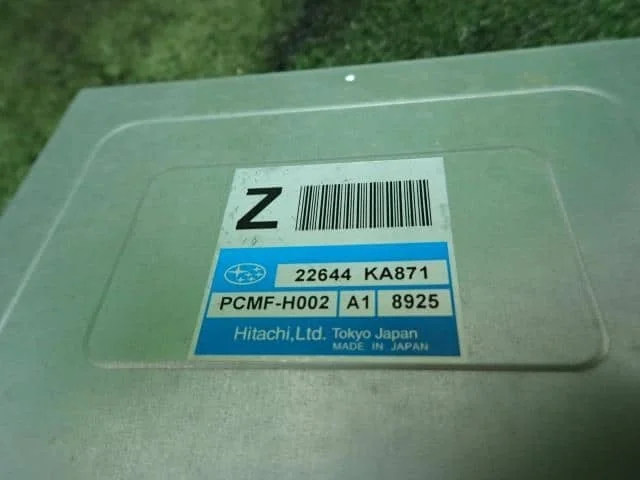 Z
22644 KA871
PCMF-H002 A1 8925
Hitachi,Ltd. Tokyo Japan
MADE IN JAPAN